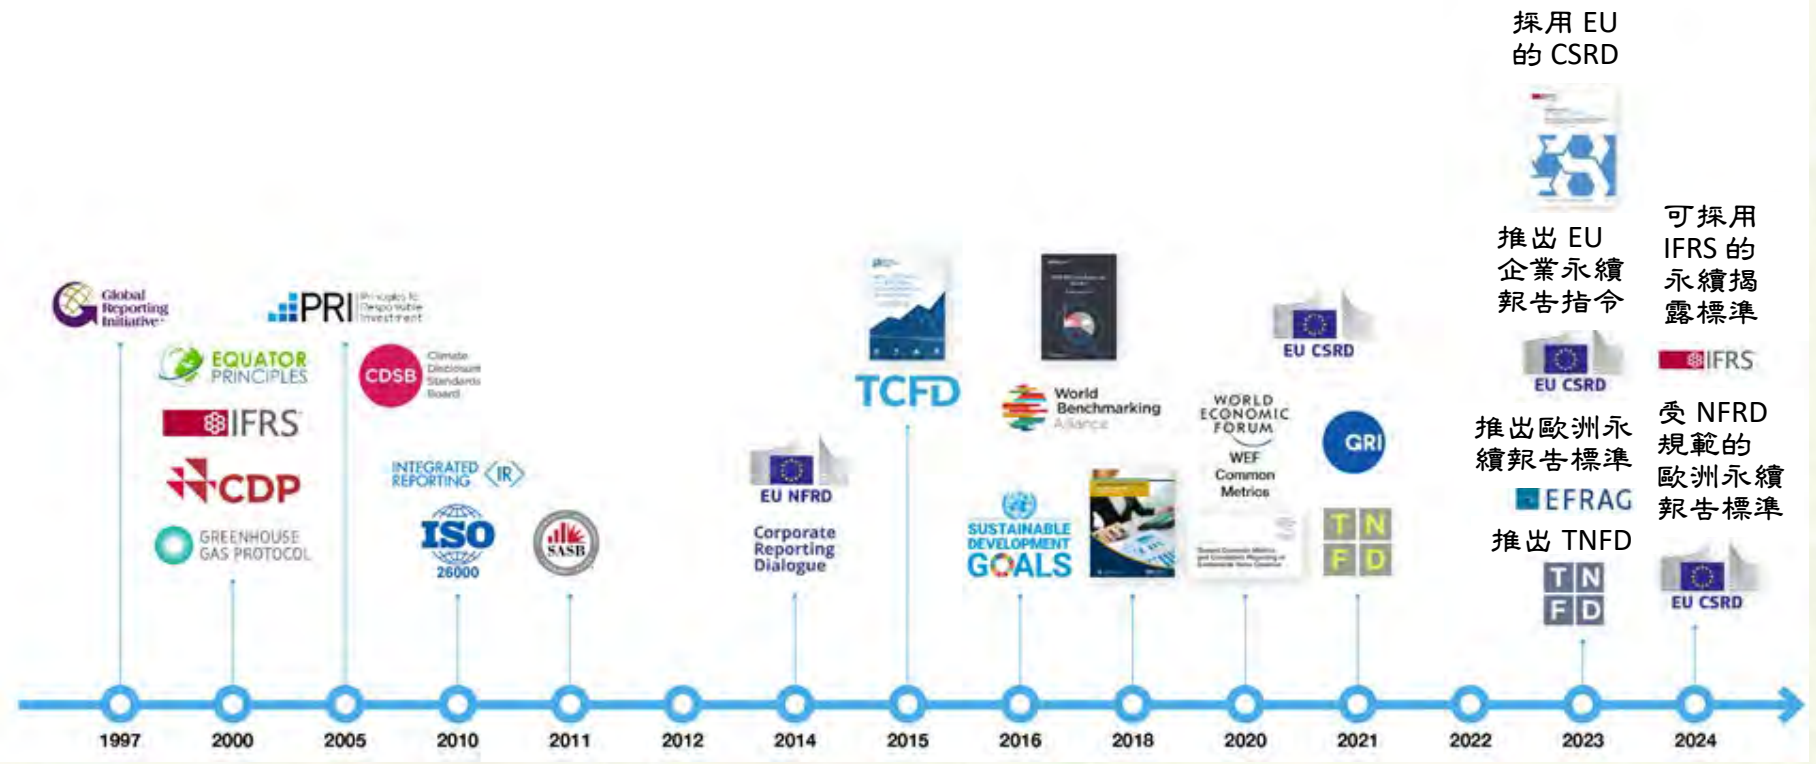 採用 EU
的 CSRD
推出 EU
企業永續
報告指令
EU CSRD
推出歐洲永
續報告標準
EFRAG
推出 TNFD
T N
F D
可採用
IFRS 的
永續揭
露標準
IFRS
受 NFRD
規範的
歐洲永續
報告標準
EU CSRD
Global
Reporting
Initiative
EQUATOR
PRINCIPLES
IFRS
CDP
GREENHOUSE
GAS PROTOCOL
PRI
Principles for
Responsible
Investment
CDSB
Climate
Disclosure
Standards
Board
INTEGRATED
REPORTING
<IR>
ISO
26000
SASB
EU NFRD
Corporate
Reporting
Dialogue
TCFD
SUSTAINABLE
DEVELOPMENT
GOALS
World
Benchmarking
Alliance
WORLD
ECONOMIC
FORUM
WEF
Common
Metrics
EU CSRD
GRI
T N
F D
1997
2000
2005
2010
2011
2012
2014
2015
2016
2018
2020
2021
2022
2023
2024